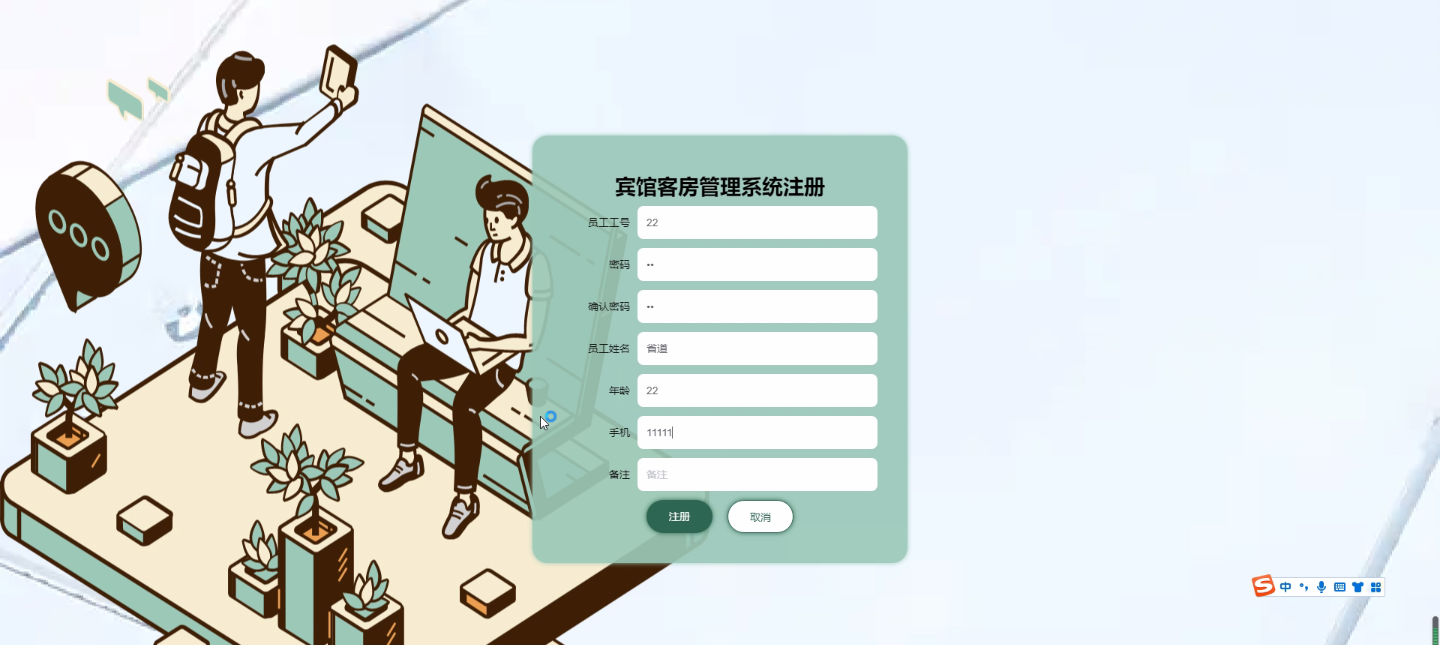 宾馆客房管理系统注册
员工工号 22
密码 ••
确认密码 ••
员工姓名 省道
年龄 22
手机 11111
备注 备注
注册 取消
S 中